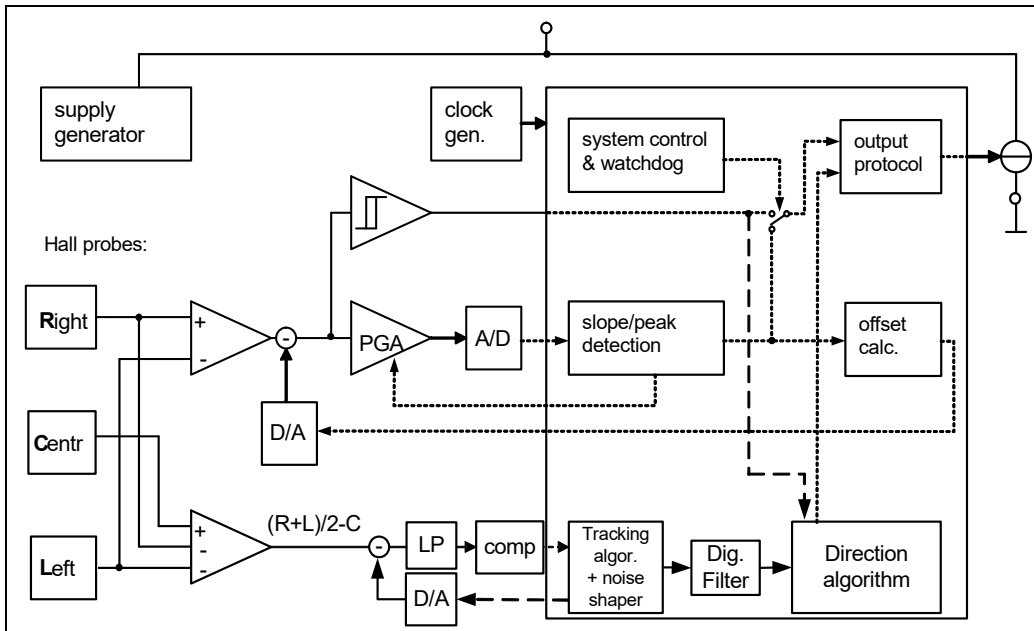 supply
generator
clock
gen.
system control
& watchdog
output
protocol
Hall probes:
Right
+
-
-
PGA
A/D
slope/peak
detection
offset
calc.
D/A
Centr
(R+L)/2-C
+
-
-
-
LP
comp
Tracking
algor.
+ noise
shaper
Dig.
Filter
Direction
algorithm
Left
D/A